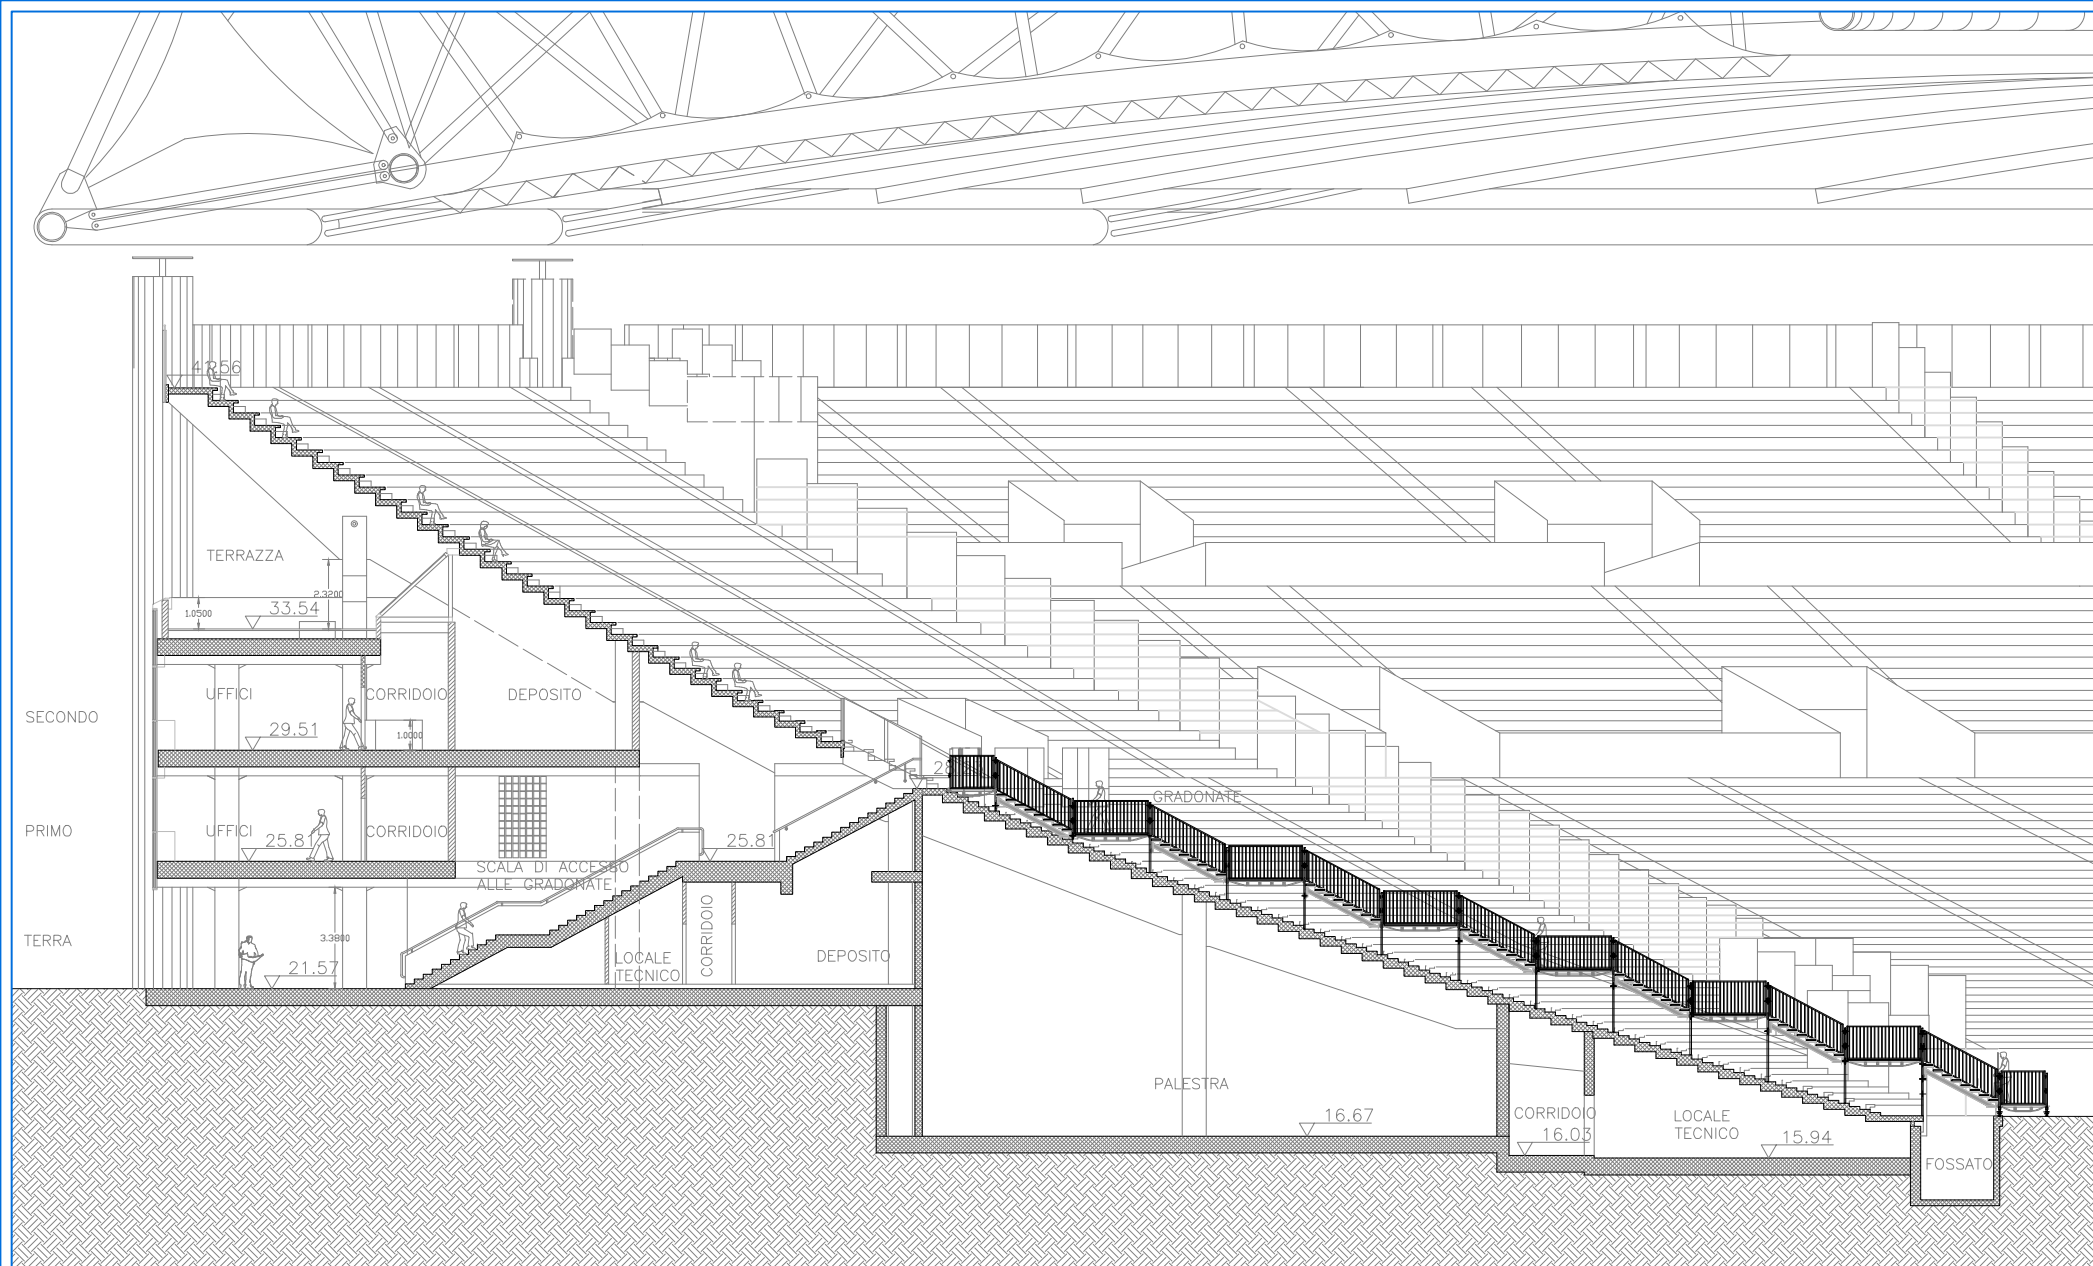 TERRAZZA
2.3200
1.0500
33.54
UFFICI
CORRIDOIO
DEPOSITO
SECONDO
29.51
1.0000
GRADONATE
PRIMO
UFFICI
CORRIDOIO
25.81
25.81
SCALA DI ACCESSO
ALLE GRADONATE
TERRA
3.3800
21.57
LOCALE
TECNICO
CORRIDOIO
DEPOSITO
PALESTRA
16.67
CORRIDOIO
16.03
LOCALE
TECNICO
15.94
FOSSATO